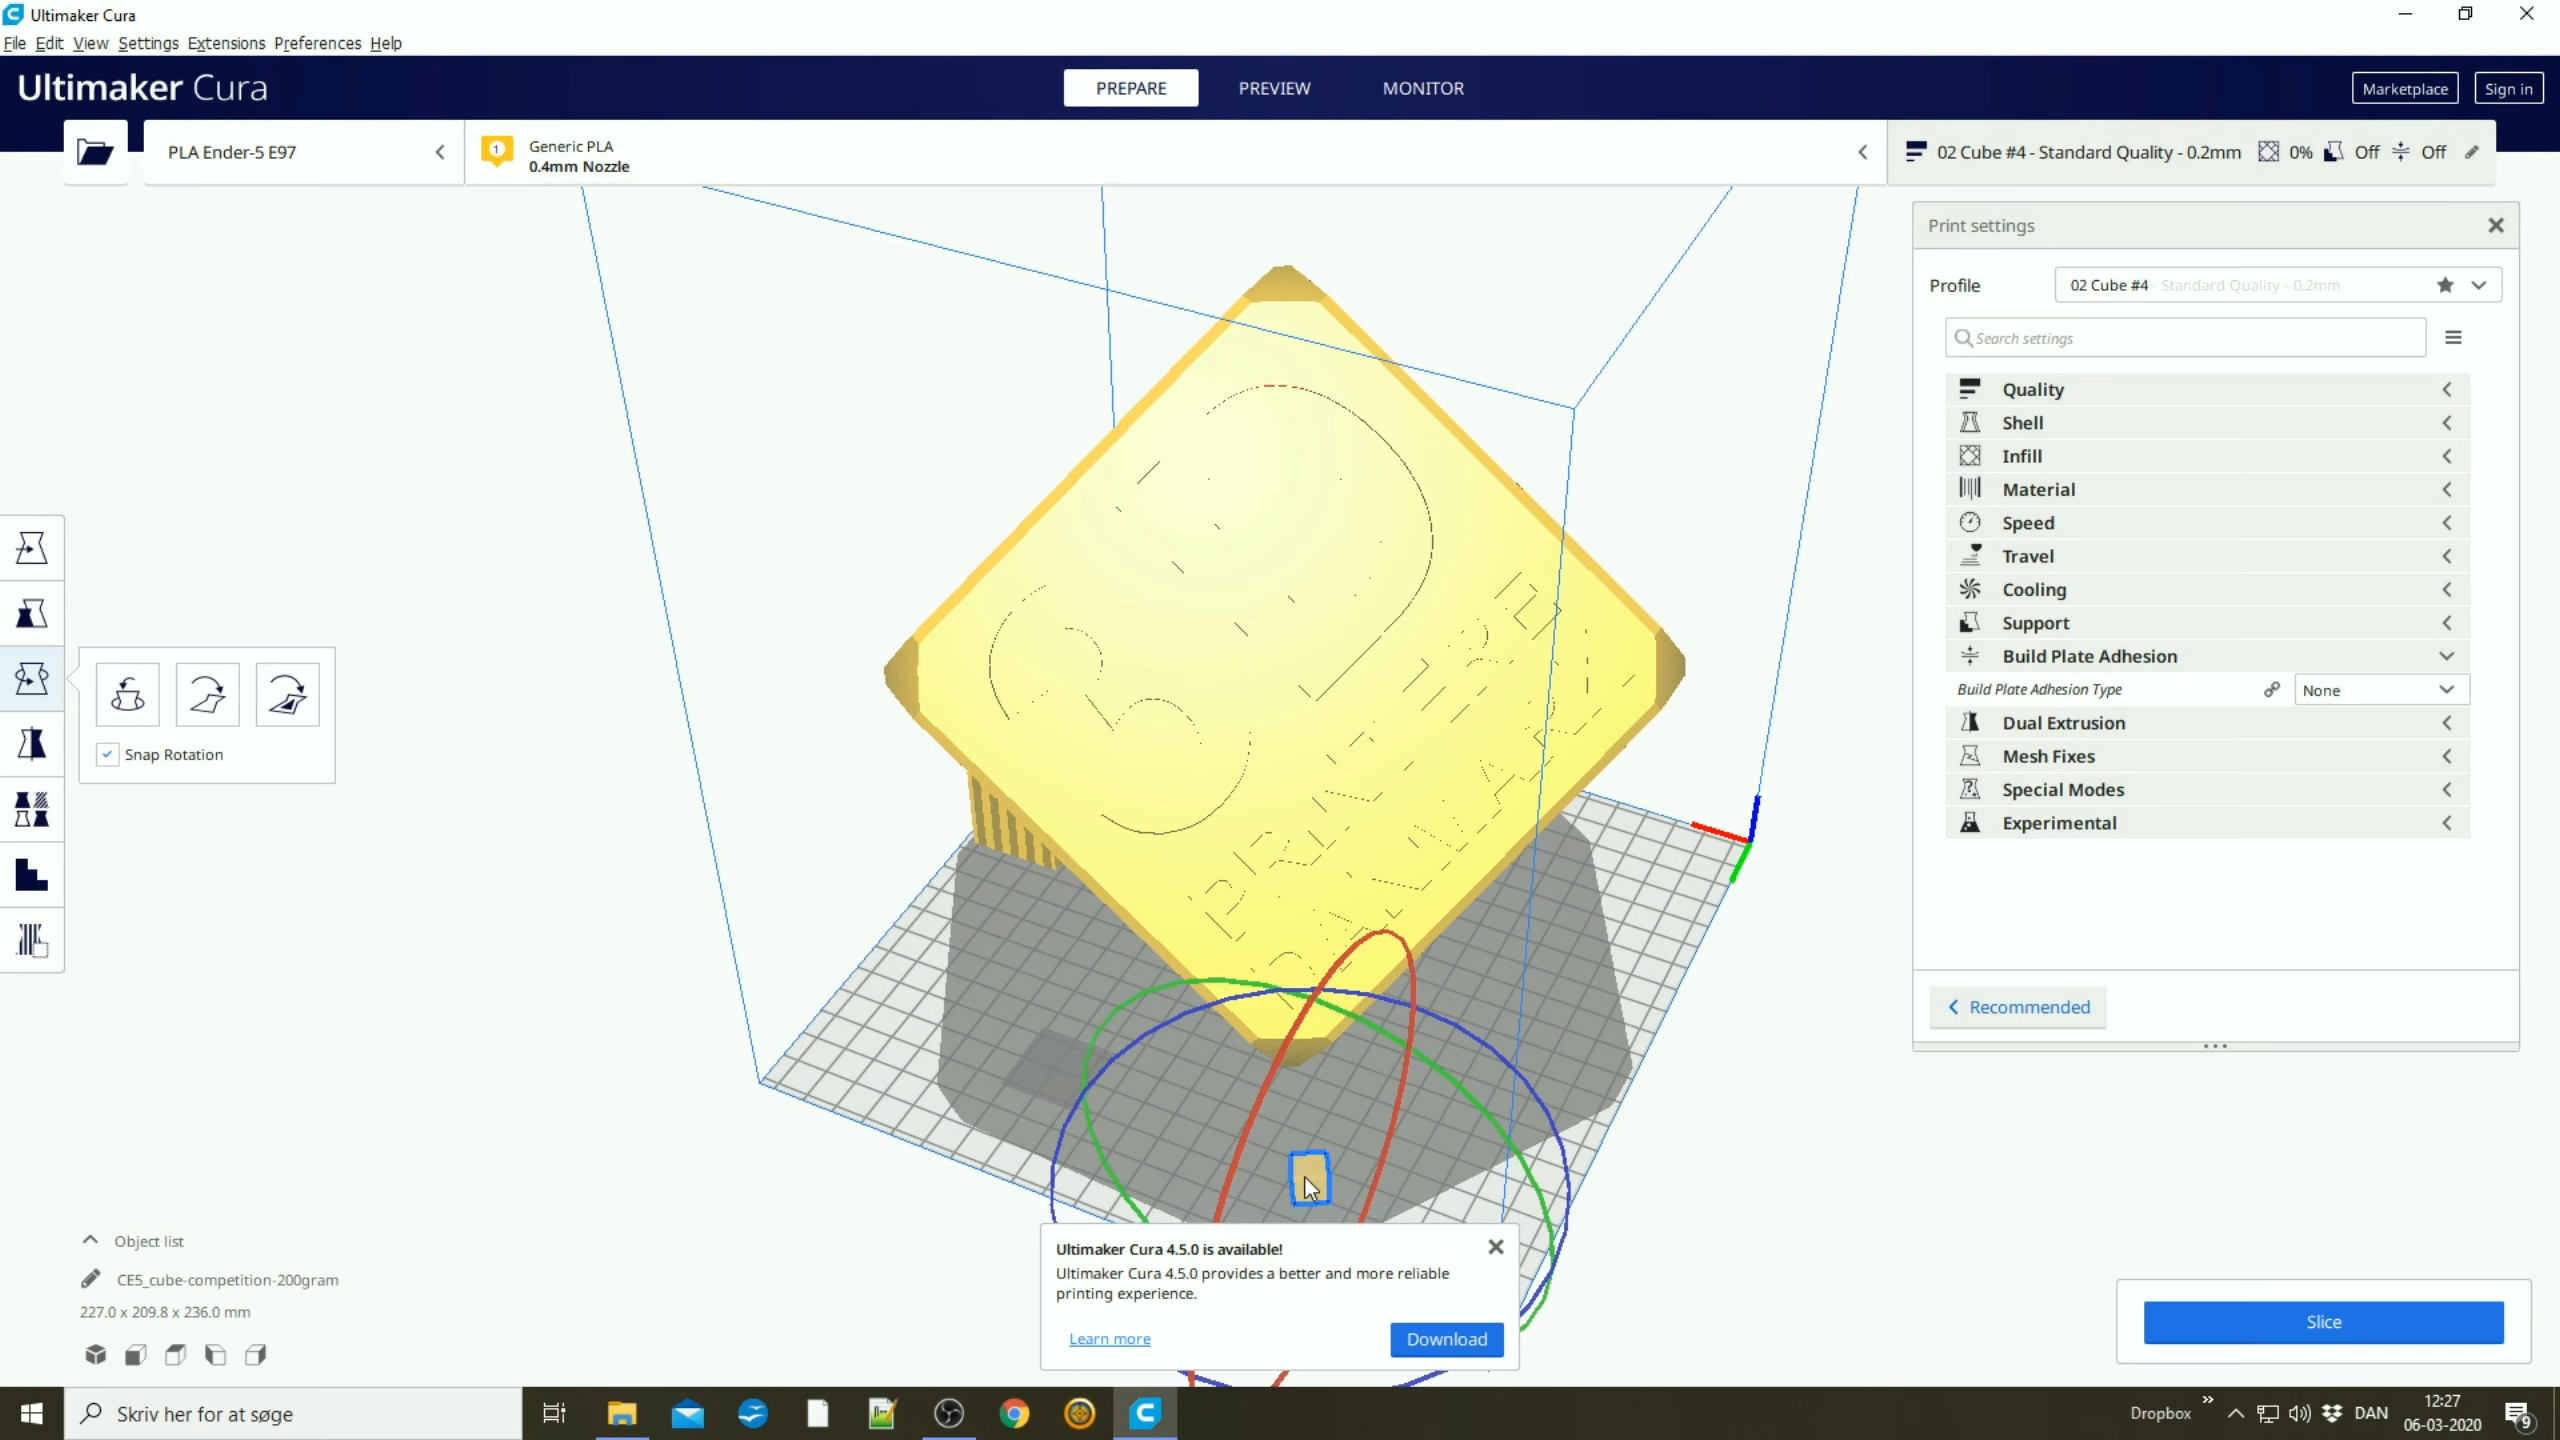 Ultimaker Cura
File Edit View Settings Extensions Preferences Help
Ultimaker Cura
PREPARE
PREVIEW
MONITOR
Marketplace
Sign in
PLA Ender-5 E97
1
Generic PLA
0.4mm Nozzle
02 Cube #4 - Standard Quality - 0.2mm
0%
Off
Off
Print settings
Profile
02 Cube #4 - Standard Quality - 0.2mm
Search settings
Quality
Shell
Infill
Material
Speed
Travel
Cooling
Support
Build Plate Adhesion
Build Plate Adhesion Type
None
Dual Extrusion
Mesh Fixes
Special Modes
Experimental
Recommended
Snap Rotation
3D
PRINTER
Object list
CE5_cube-competition-200gram
227.0 x 209.8 x 236.0 mm
Ultimaker Cura 4.5.0 is available!
Ultimaker Cura 4.5.0 provides a better and more reliable
printing experience.
Learn more
Download
Slice
Skriv her for at søge
Dropbox
DAN
12:27
06-03-2020
9